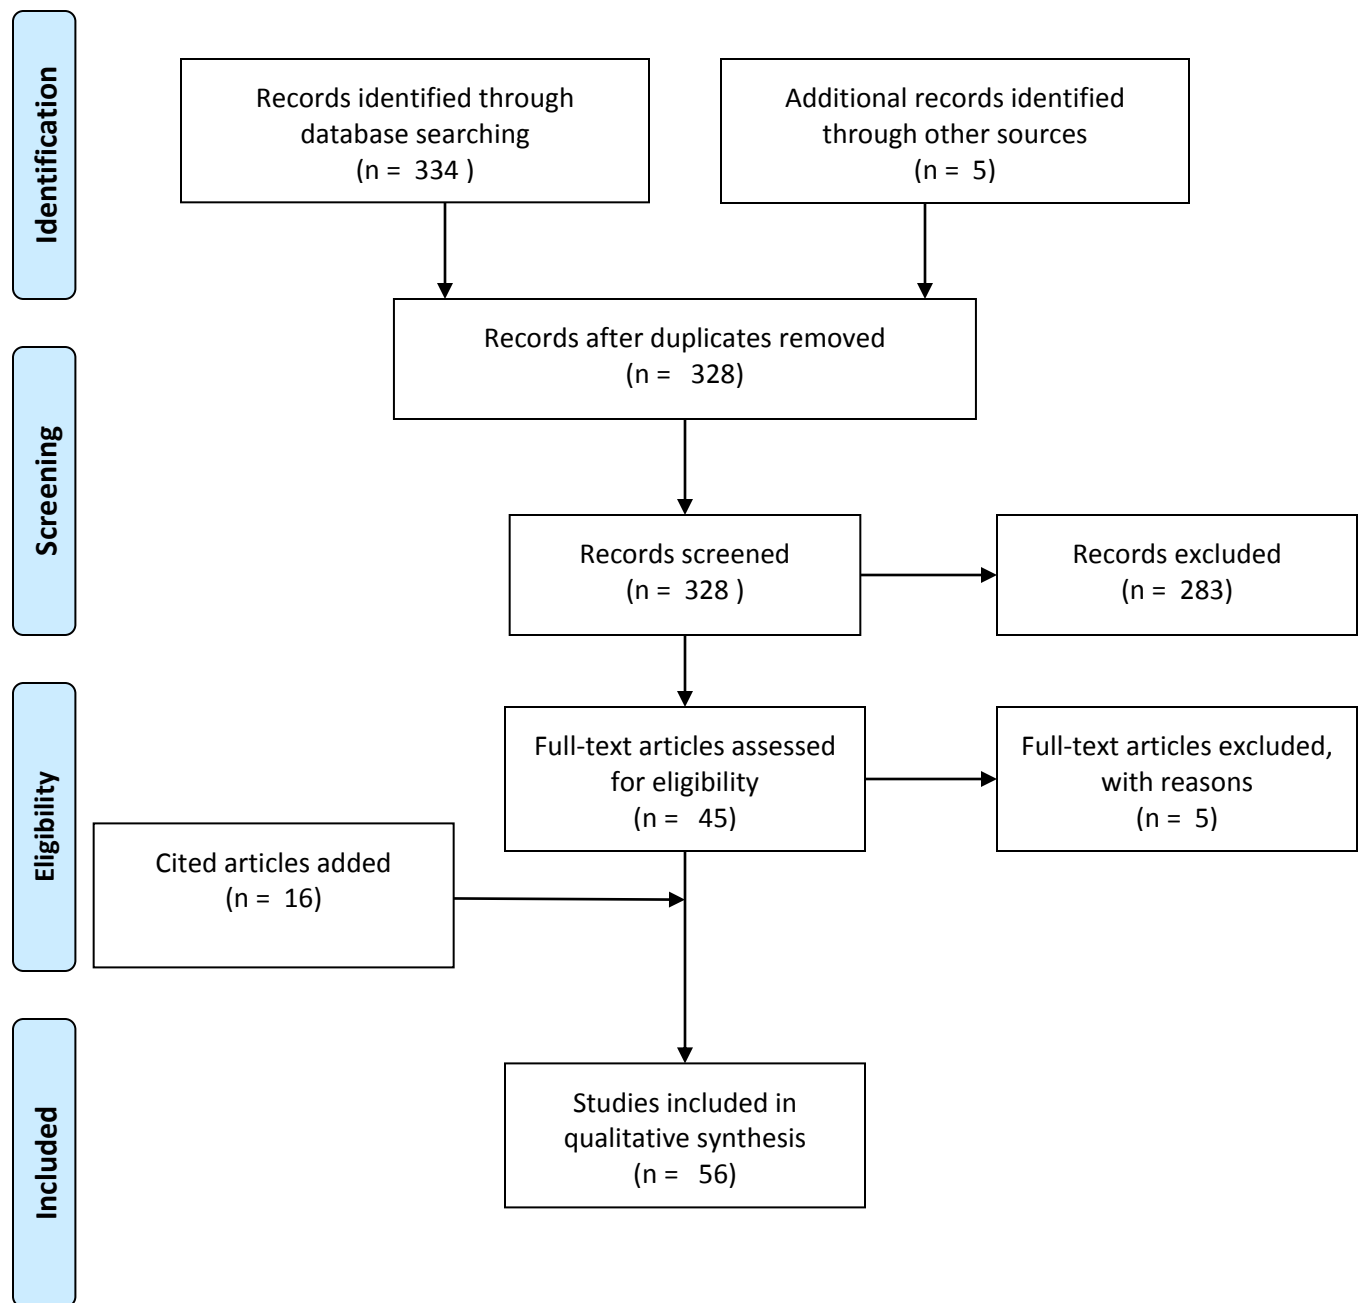 Identification
Records identified through
database searching
(n =  334 )
Additional records identified
through other sources
(n =  5)
Records after duplicates removed
(n =   328)
Screening
Records screened
(n =  328 )
Records excluded
(n =  283)
Eligibility
Full-text articles assessed
for eligibility
(n =   45)
Full-text articles excluded,
with reasons
(n =  5)
Cited articles added
(n =  16)
Included
Studies included in
qualitative synthesis
(n =   56)